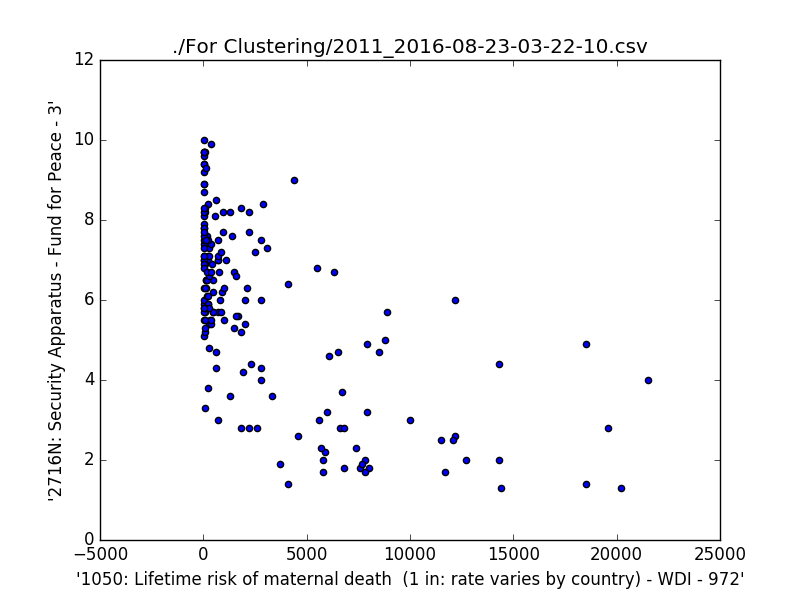 ./For Clustering/2011_2016-08-23-03-22-10.csv
12
10
8
6
4
2
0
'2716N: Security Apparatus - Fund for Peace - 3'
−5000 0 5000 10000 15000 20000 25000
'1050: Lifetime risk of maternal death  (1 in: rate varies by country) - WDI - 972'